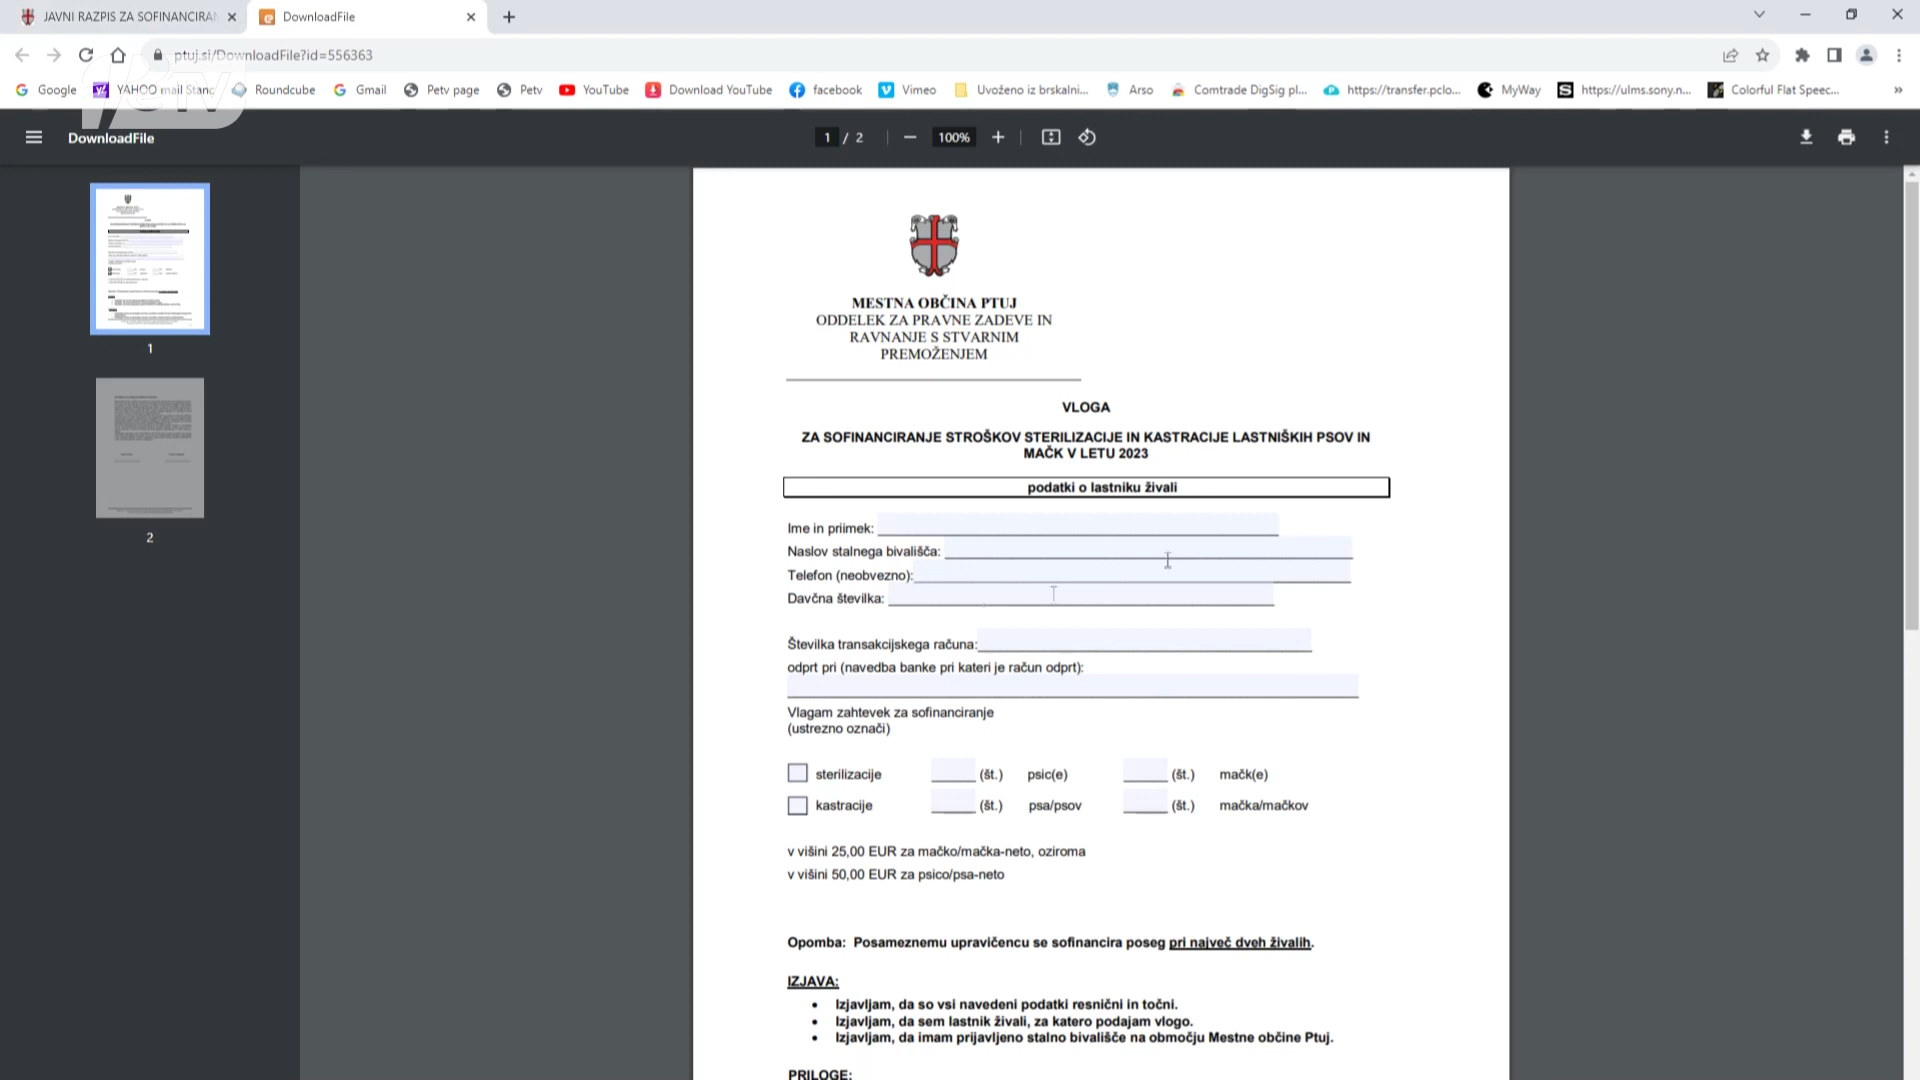 JAVNI RAZPIS ZA SOFINANCIRAN
DownloadFile
ptuj.si/DownloadFile?id=556363
Google
YAHOO mail Stanc
Roundcube
Gmail
Petv page
Petv
YouTube
Download YouTube
facebook
Vimeo
Uvoženo iz brskalni...
Arso
Comtrade DigSig pl...
https://transfer.pclo...
MyWay
https://ulms.sony.n...
Colorful Flat Speec...
»
PeTV
DownloadFile
1 / 2
100%
1
2
MESTNA OBČINA PTUJ
ODDELEK ZA PRAVNE ZADEVE IN
RAVNANJE S STVARNIM
PREMOŽENJEM
VLOGA
ZA SOFINANCIRANJE STROŠKOV STERILIZACIJE IN KASTRACIJE LASTNIŠKIH PSOV IN
MAČK V LETU 2023
podatki o lastniku živali
Ime in priimek:
Naslov stalnega bivališča:
Telefon (neobvezno):
Davčna številka:
Številka transakcijskega računa:
odprt pri (navedba banke pri kateri je račun odprt):
Vlagam zahtevek za sofinanciranje
(ustrezno označi)
sterilizacije (št.) psic(e) (št.) mačk(e)
kastracije (št.) psa/psov (št.) mačka/mačkov
v višini 25,00 EUR za mačko/mačka-neto, oziroma
v višini 50,00 EUR za psico/psa-neto
Opomba: Posameznemu upravičencu se sofinancira poseg pri največ dveh živalih.
IZJAVA:
• Izjavljam, da so vsi navedeni podatki resnični in točni.
• Izjavljam, da sem lastnik živali, za katero podajam vlogo.
• Izjavljam, da imam prijavljeno stalno bivališče na območju Mestne občine Ptuj.
PRILOGE: